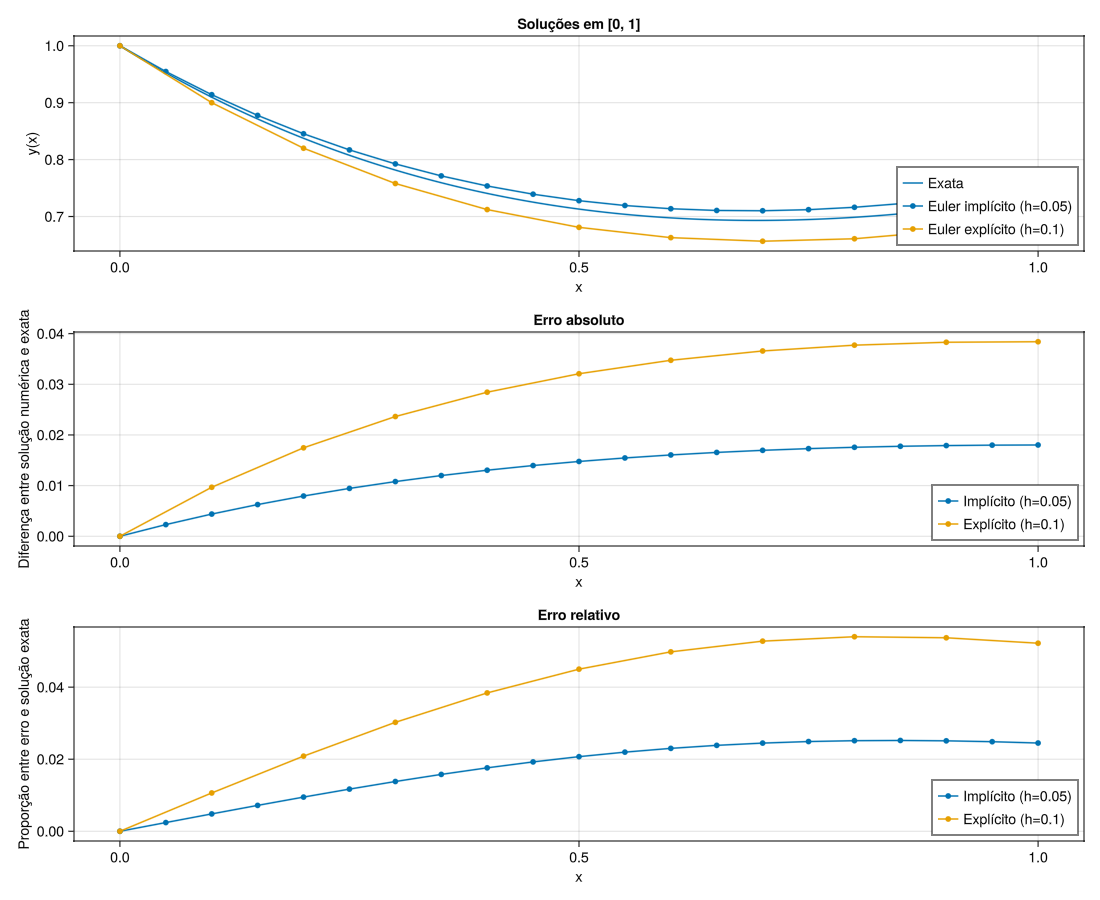 Soluções em [0, 1]
y(x)
1.0
0.9
0.8
0.7
Exata
Euler implícito (h=0.05)
Euler explícito (h=0.1)
0.0
0.5
1.0
x
Erro absoluto
Diferença entre solução numérica e exata
0.04
0.03
0.02
0.01
0.00
Implícito (h=0.05)
Explícito (h=0.1)
0.0
0.5
1.0
x
Erro relativo
Proporção entre erro e solução exata
0.04
0.02
0.00
Implícito (h=0.05)
Explícito (h=0.1)
0.0
0.5
1.0
x